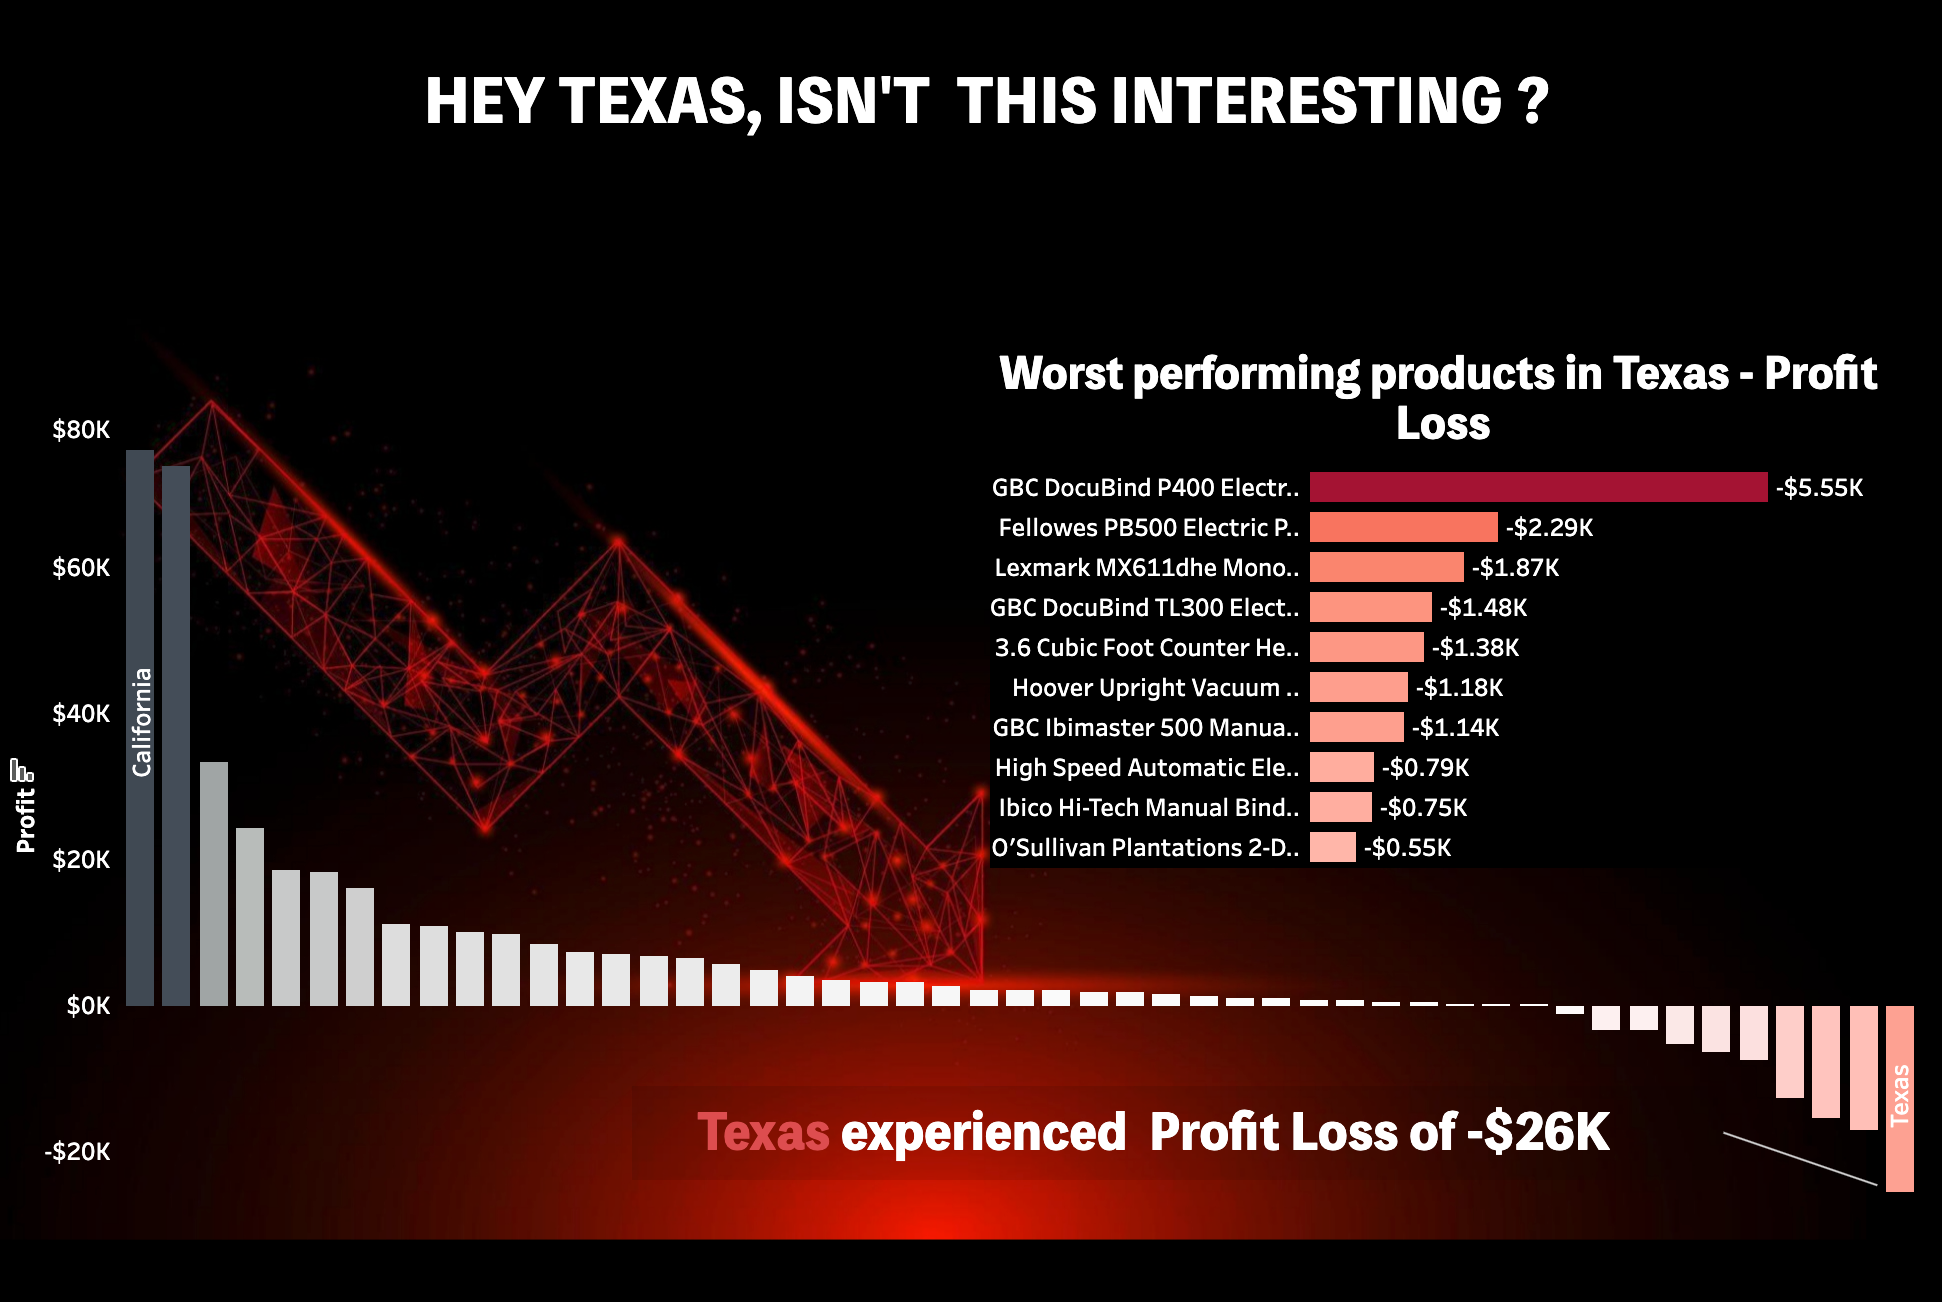 HEY TEXAS, ISN'T  THIS INTERESTING ?
Worst performing products in Texas - Profit
Loss
$80K
$60K
$40K
$20K
$0K
-$20K
Profit
California
GBC DocuBind P400 Electr.. -$5.55K
Fellowes PB500 Electric P.. -$2.29K
Lexmark MX611dhe Mono.. -$1.87K
GBC DocuBind TL300 Elect.. -$1.48K
3.6 Cubic Foot Counter He.. -$1.38K
Hoover Upright Vacuum .. -$1.18K
GBC Ibimaster 500 Manua.. -$1.14K
High Speed Automatic Ele.. -$0.79K
Ibico Hi-Tech Manual Bind.. -$0.75K
O’Sullivan Plantations 2-D.. -$0.55K
Texas
Texas experienced  Profit Loss of -$26K